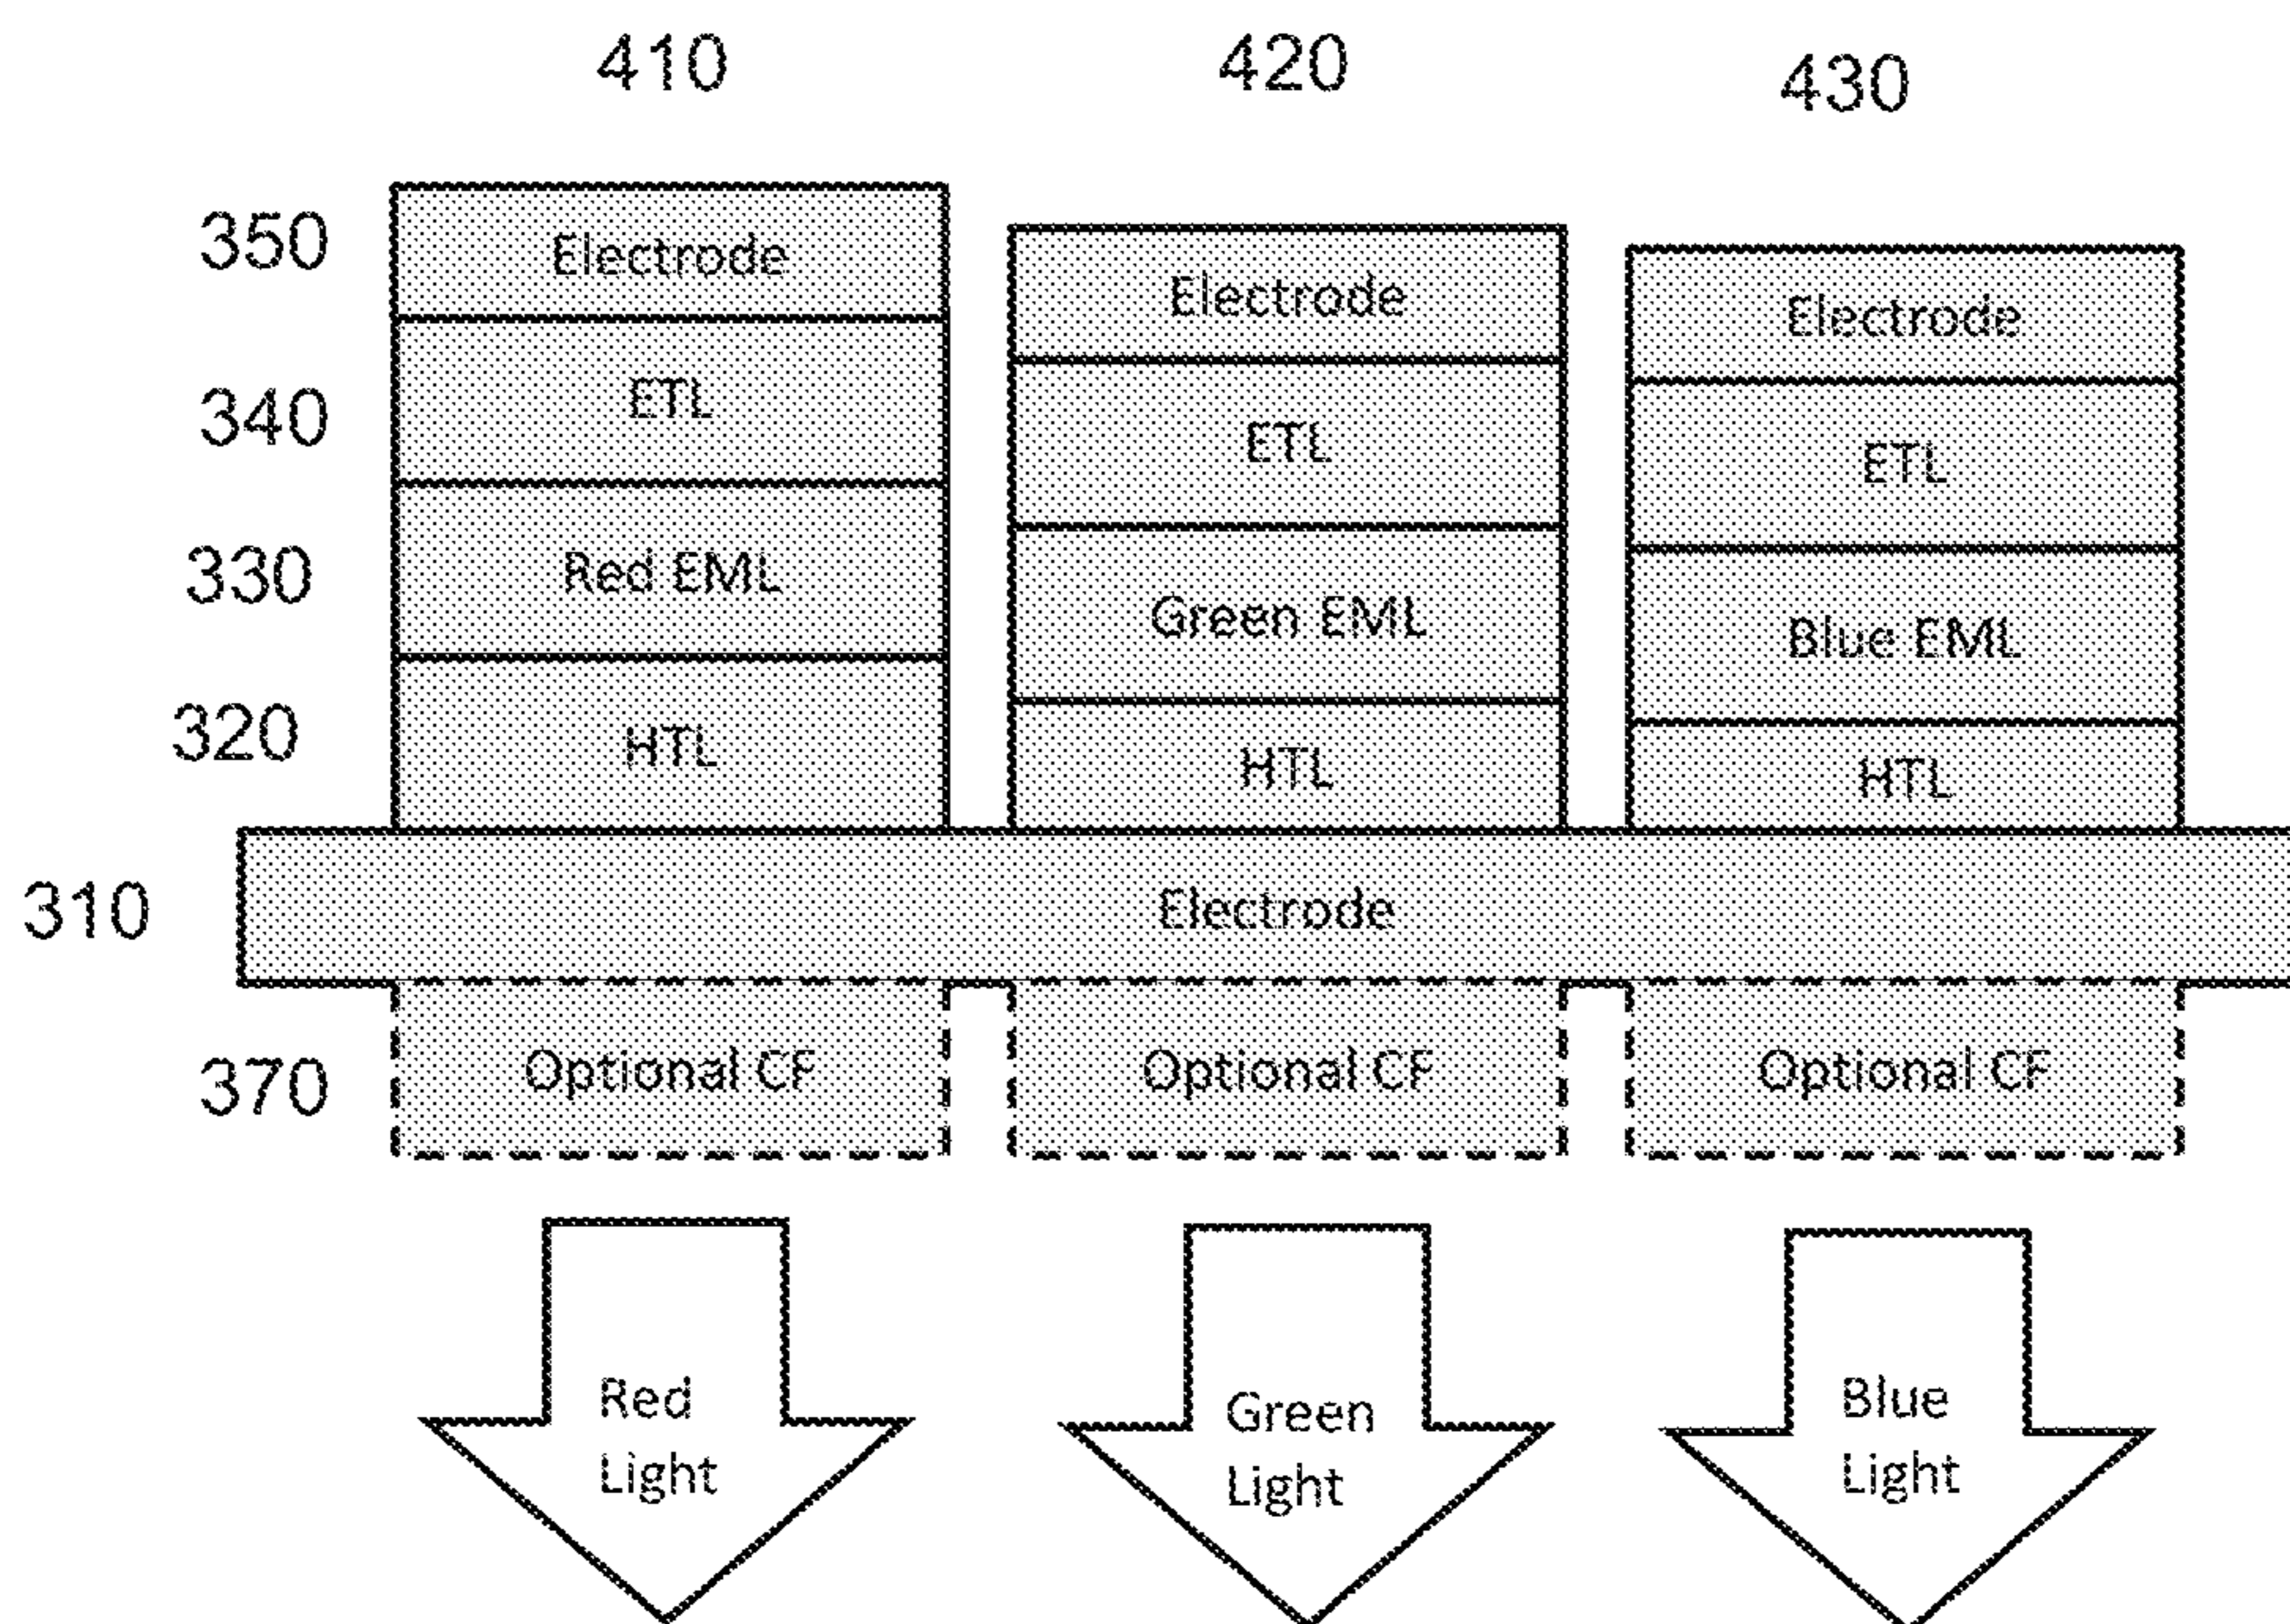 410 420 430
350 Electrode Electrode Electrode
340 ETL ETL ETL
330 Red EML Green EML Blue EML
320 HTL HTL HTL
310 Electrode
370 Optional CF Optional CF Optional CF
Red Green Blue
Light Light Light